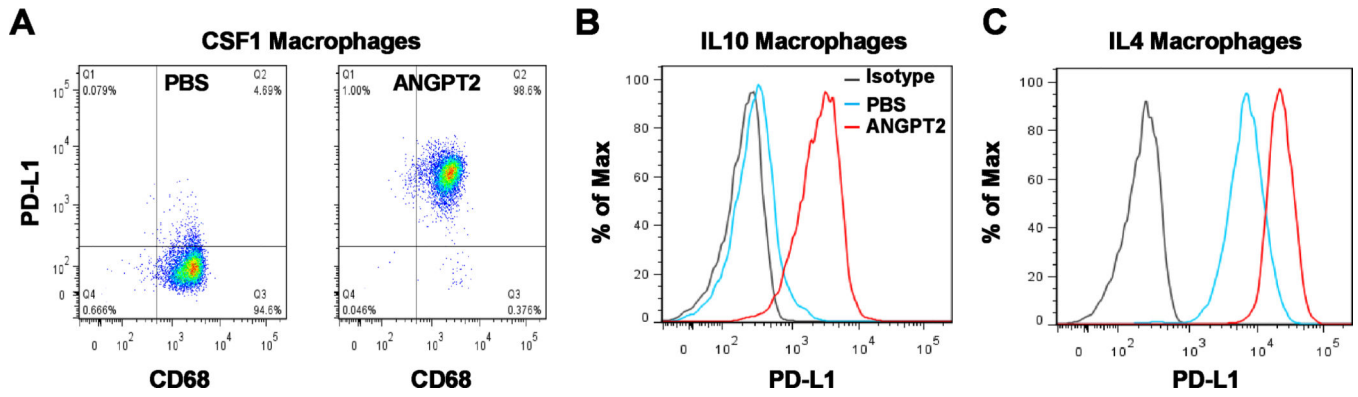 A
CSF1 Macrophages
PD-L1
Q1
0.079%
PBS
Q2
4.69%
Q4
0.666%
Q3
94.6%
10^5
10^4
10^3
10^2
0
0 10^2 10^3 10^4 10^5
CD68
Q1
1.00%
ANGPT2
Q2
98.6%
Q4
0.046%
Q3
0.376%
0 10^2 10^3 10^4 10^5
CD68
B
IL10 Macrophages
% of Max
100
80
60
40
20
0
Isotype
PBS
ANGPT2
0 10^2 10^3 10^4 10^5
PD-L1
C
IL4 Macrophages
% of Max
100
80
60
40
20
0
0 10^2 10^3 10^4 10^5
PD-L1